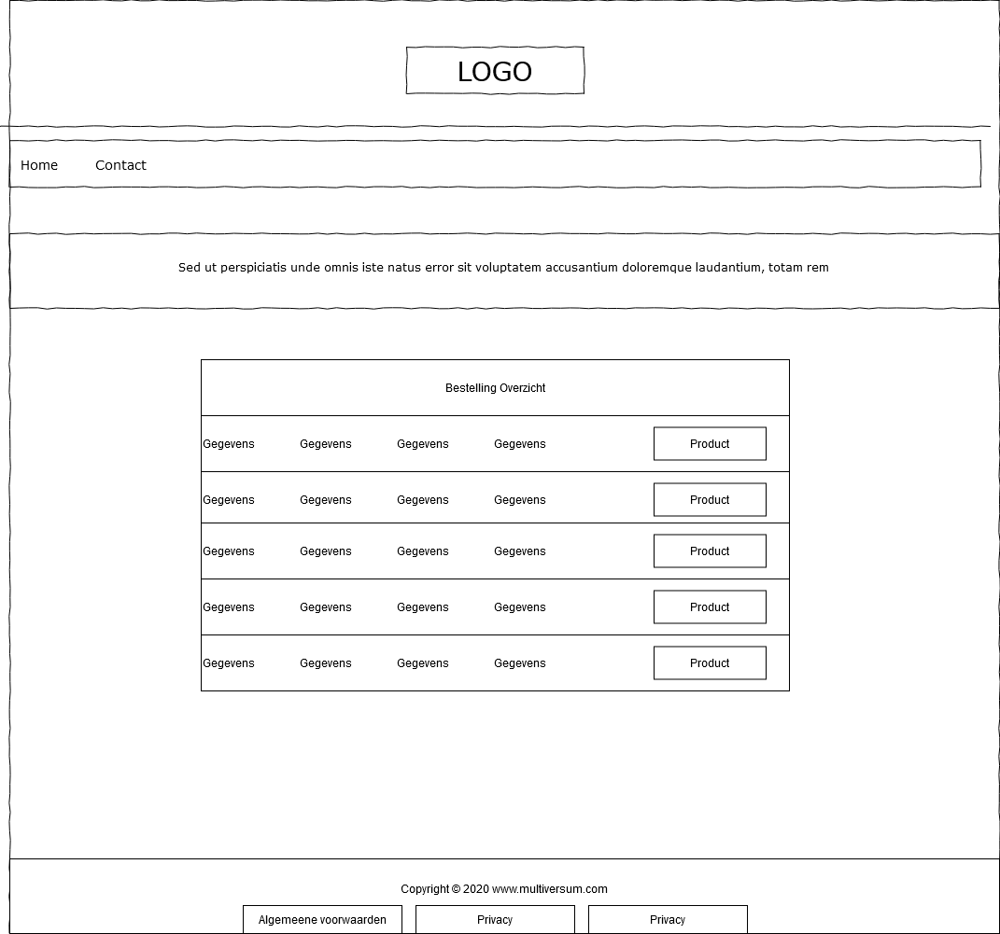 LOGO
Home Contact
Sed ut perspiciatis unde omnis iste natus error sit voluptatem accusantium doloremque laudantium, totam rem
Bestelling Overzicht
Gegevens Gegevens Gegevens Gegevens Product
Gegevens Gegevens Gegevens Gegevens Product
Gegevens Gegevens Gegevens Gegevens Product
Gegevens Gegevens Gegevens Gegevens Product
Gegevens Gegevens Gegevens Gegevens Product
Copyright © 2020 www.multiversum.com
Algemeene voorwaarden Privacy Privacy